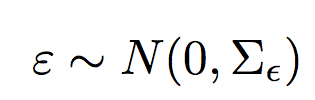 ε ∼ N(0, Σ_ϵ)